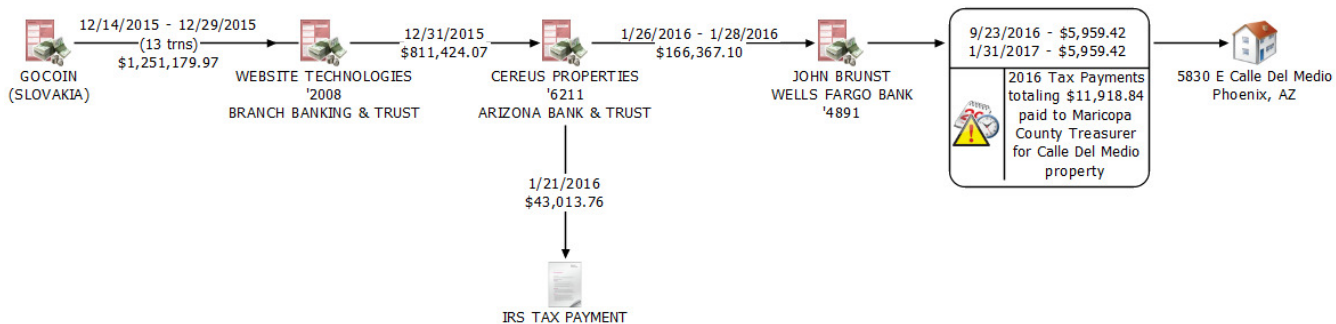 12/14/2015 - 12/29/2015
(13 trns)
$1,251,179.97
GOCOIN
(SLOVAKIA)
WEBSITE TECHNOLOGIES
'2008
BRANCH BANKING & TRUST
12/31/2015
$811,424.07
CEREUS PROPERTIES
'6211
ARIZONA BANK & TRUST
1/26/2016 - 1/28/2016
$166,367.10
JOHN BRUNST
WELLS FARGO BANK
'4891
9/23/2016 - $5,959.42
1/31/2017 - $5,959.42
2016 Tax Payments
totaling $11,918.84
paid to Maricopa
County Treasurer
for Calle Del Medio
property
5830 E Calle Del Medio
Phoenix, AZ
1/21/2016
$43,013.76
IRS TAX PAYMENT